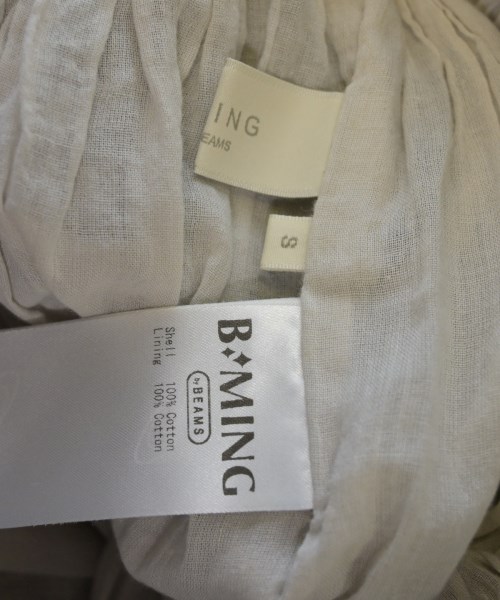 ING
EAMS
S
B✦MING
by BEAMS
Shell 100% Cotton
Lining 100% Cotton